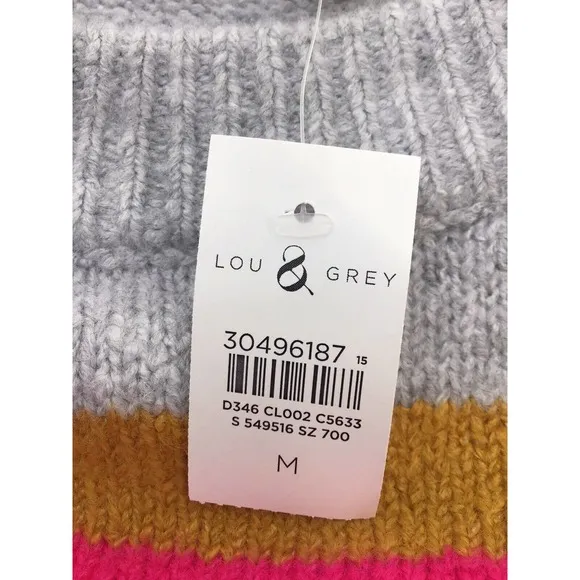 LOU & GREY
30496187 15
D346 CL002 C5633
S 549516 SZ 700
M